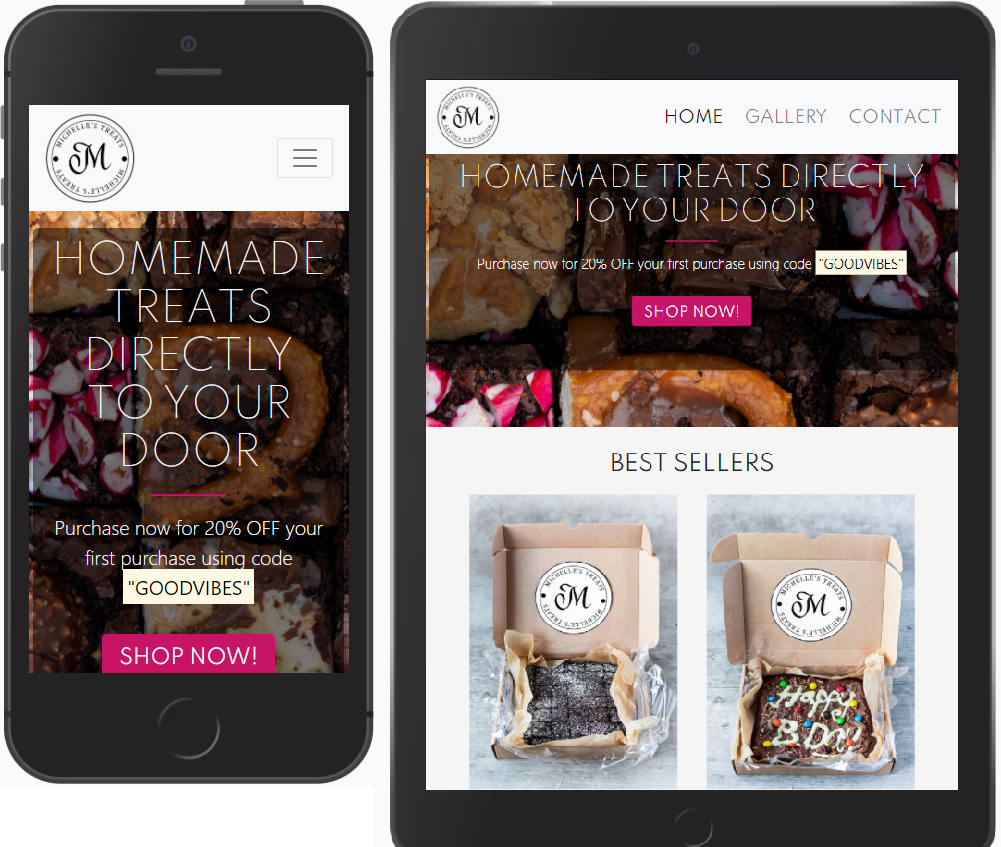 MICHELLE'S TREATS
M
MICHELLE'S TREATS
HOMEMADE
TREATS
DIRECTLY
TO YOUR
DOOR
Purchase now for 20% OFF your
first purchase using code
"GOODVIBES"
SHOP NOW!
MICHELLE'S TREATS
M
MICHELLE'S TREATS
HOME GALLERY CONTACT
HOMEMADE TREATS DIRECTLY
TO YOUR DOOR
Purchase now for 20% OFF your first purchase using code "GOODVIBES"
SHOP NOW!
BEST SELLERS
MICHELLE'S TREATS
M
MICHELLE'S TREATS
MICHELLE'S TREATS
M
MICHELLE'S TREATS
Happy
B Day!